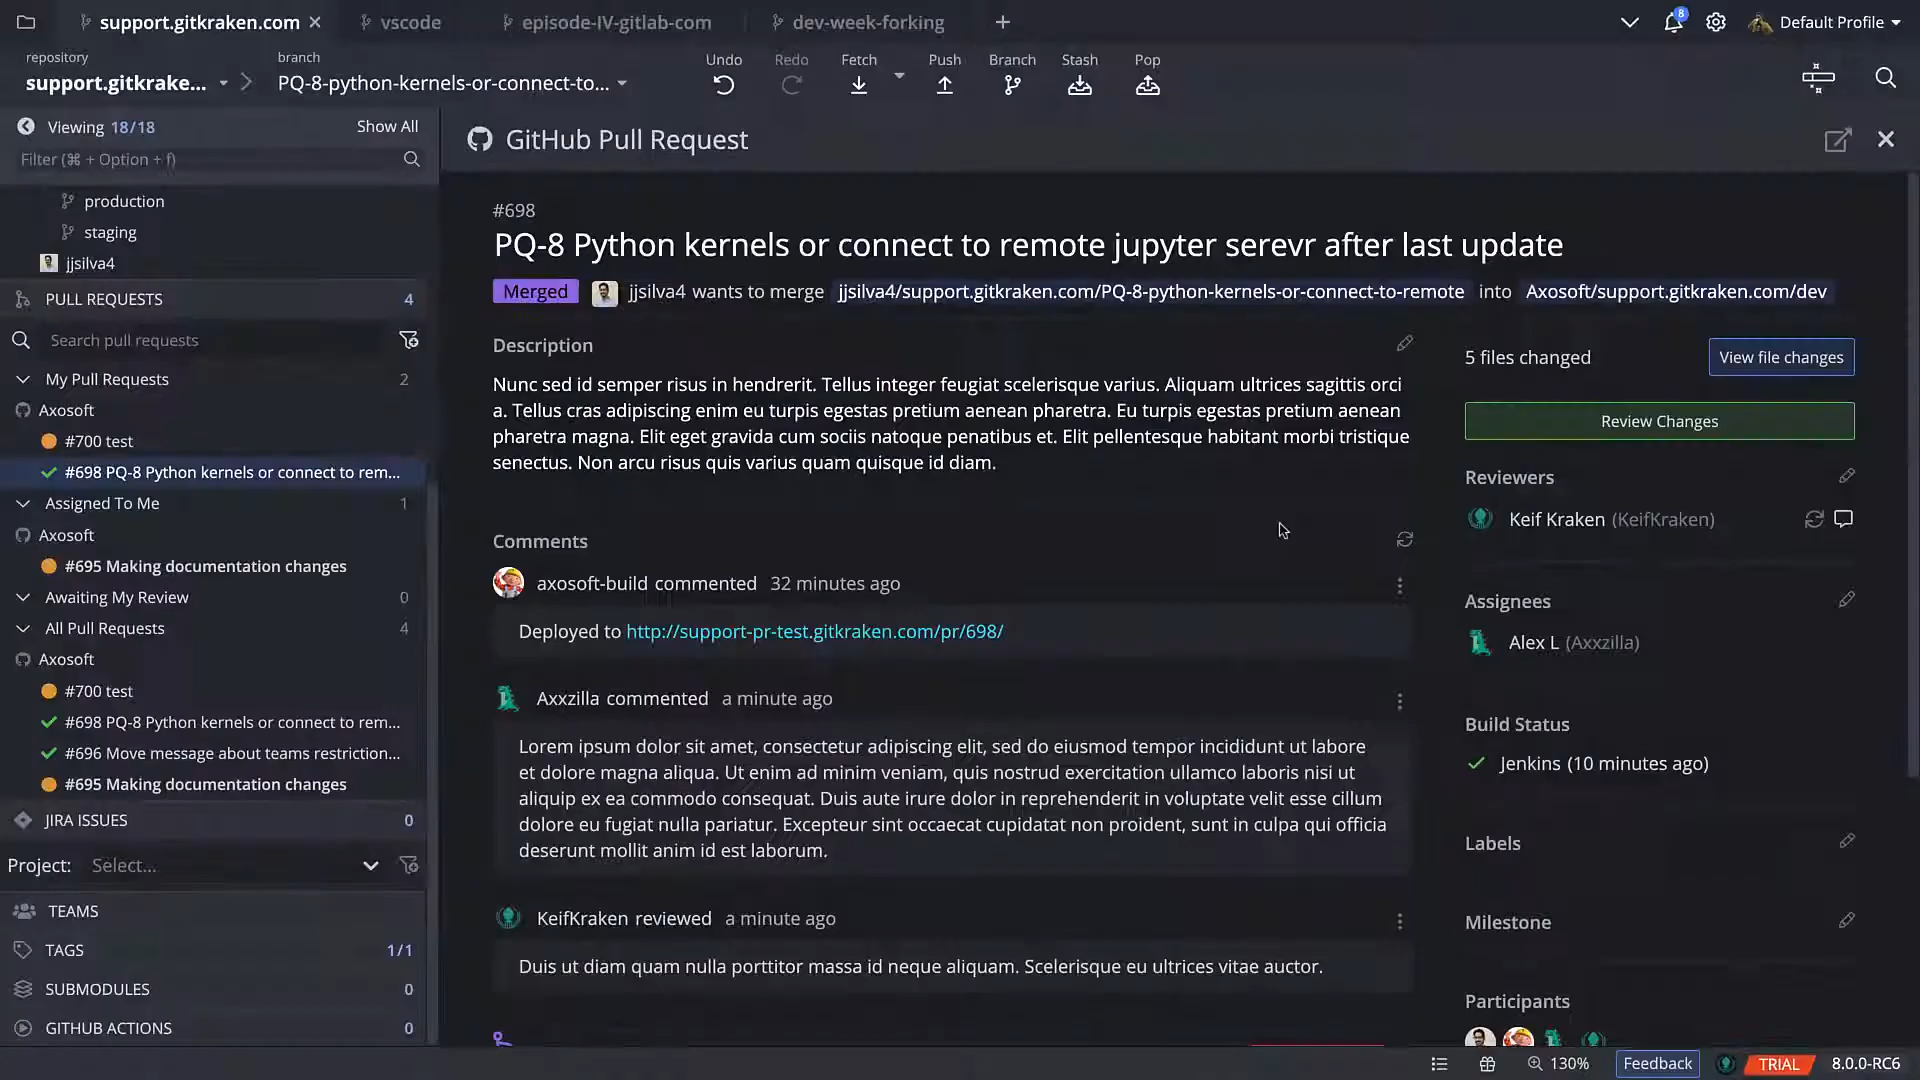 support.gitkraken.com
vscode
episode-IV-gitlab-com
dev-week-forking
8
Default Profile
repository
support.gitkrake...
branch
PQ-8-python-kernels-or-connect-to...
Undo
Redo
Fetch
Push
Branch
Stash
Pop
Viewing 18/18
Show All
Filter (⌘ + Option + f)
production
staging
jjsilva4
PULL REQUESTS 4
Search pull requests
My Pull Requests 2
Axosoft
#700 test
#698 PQ-8 Python kernels or connect to rem...
Assigned To Me 1
Axosoft
#695 Making documentation changes
Awaiting My Review 0
All Pull Requests 4
Axosoft
#700 test
#698 PQ-8 Python kernels or connect to rem...
#696 Move message about teams restriction...
#695 Making documentation changes
JIRA ISSUES 0
Project: Select...
TEAMS
TAGS 1/1
SUBMODULES 0
GITHUB ACTIONS 0
GitHub Pull Request
#698
PQ-8 Python kernels or connect to remote jupyter serevr after last update
Merged jjsilva4 wants to merge jjsilva4/support.gitkraken.com/PQ-8-python-kernels-or-connect-to-remote into Axosoft/support.gitkraken.com/dev
Description
Nunc sed id semper risus in hendrerit. Tellus integer feugiat scelerisque varius. Aliquam ultrices sagittis orci
a. Tellus cras adipiscing enim eu turpis egestas pretium aenean pharetra. Eu turpis egestas pretium aenean
pharetra magna. Elit eget gravida cum sociis natoque penatibus et. Elit pellentesque habitant morbi tristique
senectus. Non arcu risus quis varius quam quisque id diam.
Comments
axosoft-build commented 32 minutes ago
Deployed to http://support-pr-test.gitkraken.com/pr/698/
Axxzilla commented a minute ago
Lorem ipsum dolor sit amet, consectetur adipiscing elit, sed do eiusmod tempor incididunt ut labore
et dolore magna aliqua. Ut enim ad minim veniam, quis nostrud exercitation ullamco laboris nisi ut
aliquip ex ea commodo consequat. Duis aute irure dolor in reprehenderit in voluptate velit esse cillum
dolore eu fugiat nulla pariatur. Excepteur sint occaecat cupidatat non proident, sunt in culpa qui officia
deserunt mollit anim id est laborum.
KeifKraken reviewed a minute ago
Duis ut diam quam nulla porttitor massa id neque aliquam. Scelerisque eu ultrices vitae auctor.
5 files changed
View file changes
Review Changes
Reviewers
Keif Kraken (KeifKraken)
Assignees
Alex L (Axxzilla)
Build Status
Jenkins (10 minutes ago)
Labels
Milestone
Participants
130%
Feedback
TRIAL
8.0.0-RC6